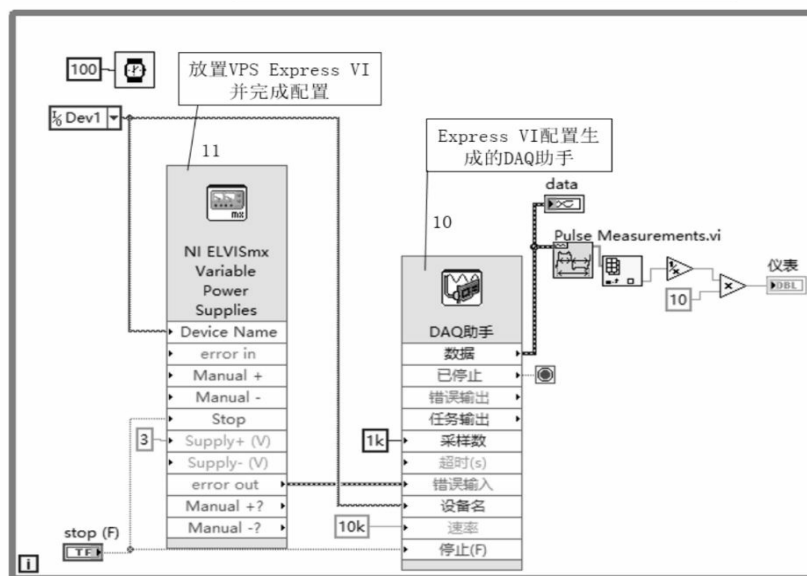 100
放置VPS Express VI
并完成配置
Dev1
11
Express VI配置生
成的DAQ助手
10
data
Pulse Measurements.vi
仪表
10
DBL
NI ELVISmx
Variable
Power
Supplies
Device Name
error in
Manual +
Manual -
Stop
3
Supply+ (V)
Supply- (V)
error out
Manual +?
Manual -?
DAQ助手
数据
已停止
错误输出
任务输出
1k
采样数
超时(s)
错误输入
设备名
10k
速率
停止(F)
stop (F)
TF
i